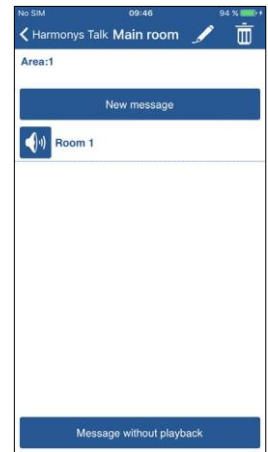 No SIM 09:46 94 %
Harmonys Talk Main room
Area:1
New message
Room 1
Message without playback